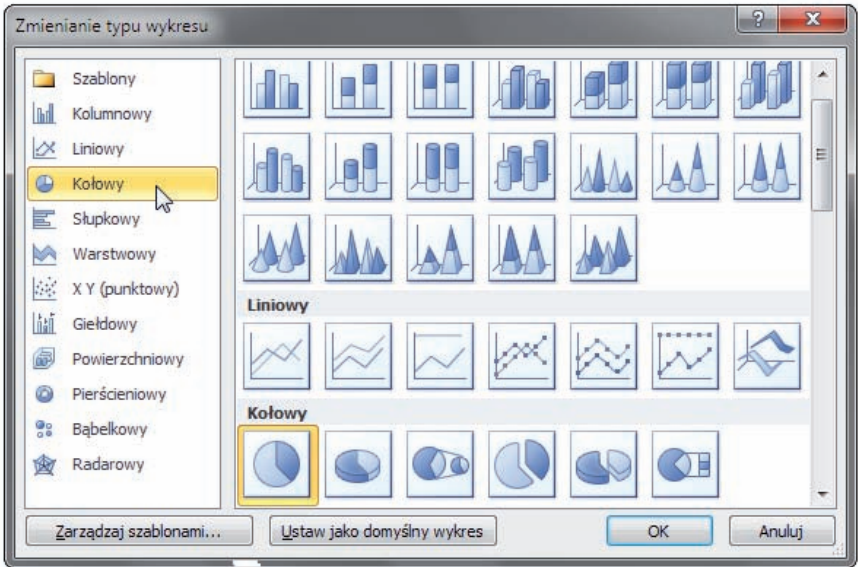 Zmienianie typu wykresu
Szablony
Kolumnowy
Liniowy
Kołowy
Słupkowy
Warstwowy
X Y (punktowy)
Giełdowy
Powierzchniowy
Pierścieniowy
Bąbelkowy
Radarowy
Liniowy
Kołowy
Zarządzaj szablonami...
Ustaw jako domyślny wykres
OK
Anuluj